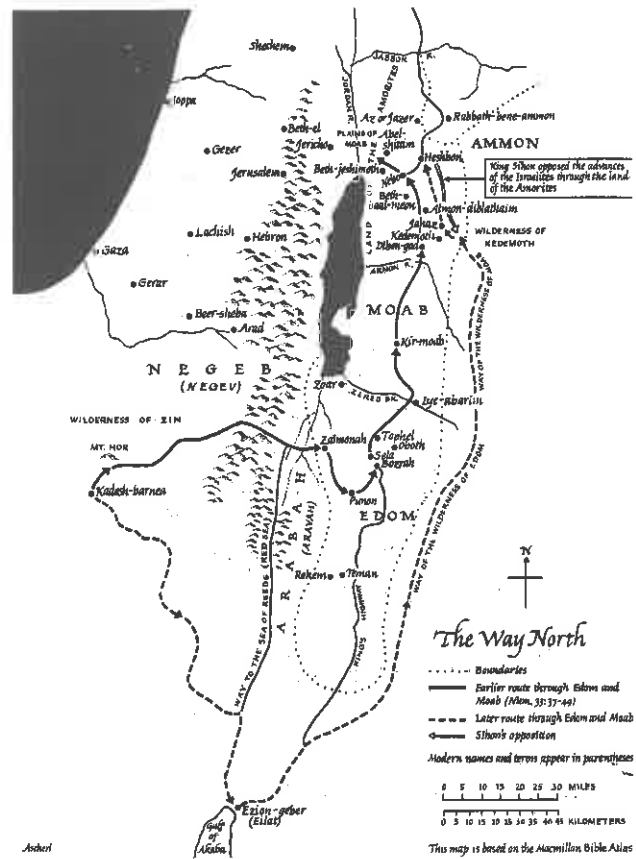 Shechem
JABBOK R.
JORDAN R.
THE AMORITES
Joppa
Az or Jazer
Rabbath-bene-ammon
Beth-el
PLAINS OF MOAB
Abel-shittim
AMMON
Gezer
Jericho
Heshbon
King Sihon opposed the advances
of the Israelites through the land
of the Amorites
Jerusalem
Beth-jeshimoth
Nebo
Beth-baal-meon
LAND OF
Almon-diblathaim
Lachish
Hebron
Jahaz
Kedemoth
WILDERNESS OF
KEDEMOTH
Dibon-gad
Gaza
ARNON R.
Gerar
MOAB
WAY OF THE WILDERNESS OF MOAB
Beer-sheba
Arad
Kir-moab
NEGEB
(NEGEV)
Zoar
ZERED BR.
Iye-abarim
WILDERNESS OF ZIN
MT. HOR
Zalmonah
Tophel
Oboth
Sela
Bozrah
Kadesh-barnea
Punon
EDOM
WAY OF THE WILDERNESS OF EDOM
ARABAH
(ARAVAH)
WAY TO THE SEA OF REEDS (RED SEA)
Rekem
Teman
KING'S HIGHWAY
N
The Way North
Boundaries
Earlier route through Edom and
Moab (Num. 33:37-49)
Later route through Edom and Moab
Sihon's opposition
Modern names and terms appear in parentheses
0 5 10 15 20 25 30 MILES
0 5 10 15 20 25 30 35 40 45 KILOMETERS
Ezion-geber
(Eilat)
Gulf
of
Akaba
Ascherl
This map is based on the Macmillan Bible Atlas